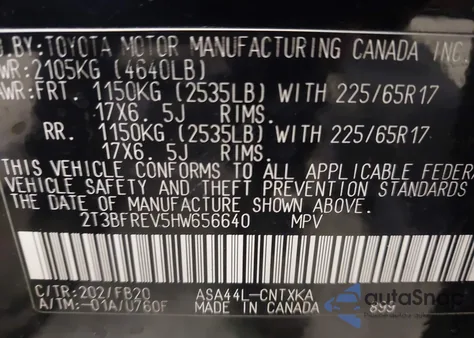 D.BY:TOYOTA MOTOR MANUFACTURING CANADA INC.
WR:2105KG (4640LB)
AWR:FRT. 1150KG (2535LB) WITH 225/65R17
17X6.5J RIMS.
RR. 1150KG (2535LB) WITH 225/65R17
17X6.5J RIMS.
THIS VEHICLE CONFORMS TO ALL APPLICABLE FEDERA
VEHICLE SAFETY AND THEFT PREVENTION STANDARDS
THE DATE OF MANUFACTURE SHOWN ABOVE.
2T3BFREV5HW656640 MPV
C/TR:202/FB20 ASA44L-CNTXKA
A/TM:-01A/U760F MADE IN CANADA 899
autoSnap